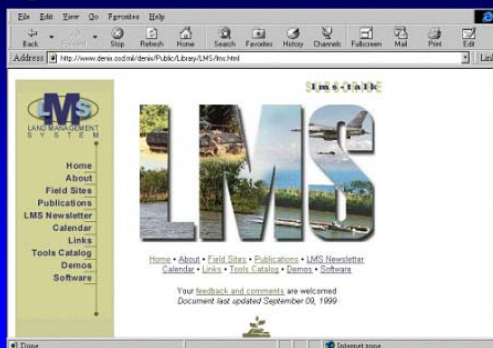 File Edit View Go Favorites Help
Back Forward Stop Refresh Home Search Favorites History Channels Fullscreen Mail Print Edit
Address http://www.denix.osd.mil/denix/Public/Library/LMS/lms.html
SUBSCRIBE
lms-talk
LMS
LAND MANAGEMENT
SYSTEM
LMS
Home
About
Field Sites
Publications
LMS Newsletter
Calendar
Links
Tools Catalog
Demos
Software
Home • About • Field Sites • Publications • LMS Newsletter
Calendar • Links • Tools Catalog • Demos • Software
Your feedback and comments are welcomed
Document last updated September 09, 1999
Done Internet zone